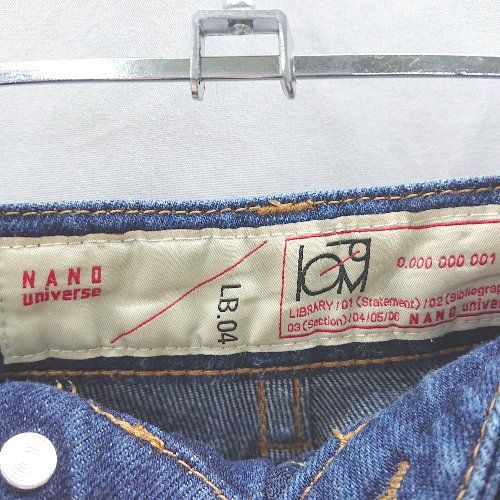 NANO
universe
LB.04
0.000 000 001
LIBRARY / 01 (Statement) / 02 (Bibliograp
03 (Section) / 04/05/06 NANO unive